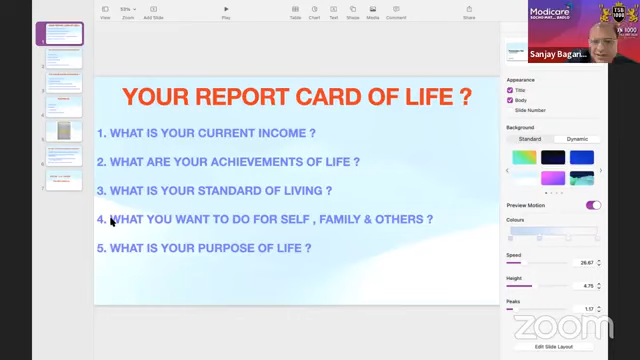 53%
View
Zoom
Add Slide
Play
Table
Chart
Text
Shape
Media
Comment
Modicare
TSB
1000
Sanjay Bagari...
YOUR REPORT CARD OF LIFE ?
1. WHAT IS YOUR CURRENT INCOME ?
2. WHAT ARE YOUR ACHIEVEMENTS OF LIFE ?
3. WHAT IS YOUR STANDARD OF LIVING ?
4. WHAT YOU WANT TO DO FOR SELF , FAMILY & OTHERS ?
5. WHAT IS YOUR PURPOSE OF LIFE ?
Appearance
Title
Body
Slide Number
Background
Standard
Dynamic
Preview Motion
Colours
Speed
26.67
Height
4.75
Peaks
1.17
zoom
Edit Slide Layout